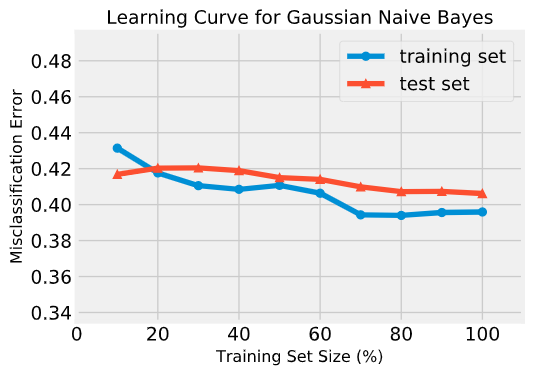 Learning Curve for Gaussian Naive Bayes
training set
test set
0.48
0.46
0.44
0.42
0.40
0.38
0.36
0.34
Misclassification Error
0 20 40 60 80 100
Training Set Size (%)